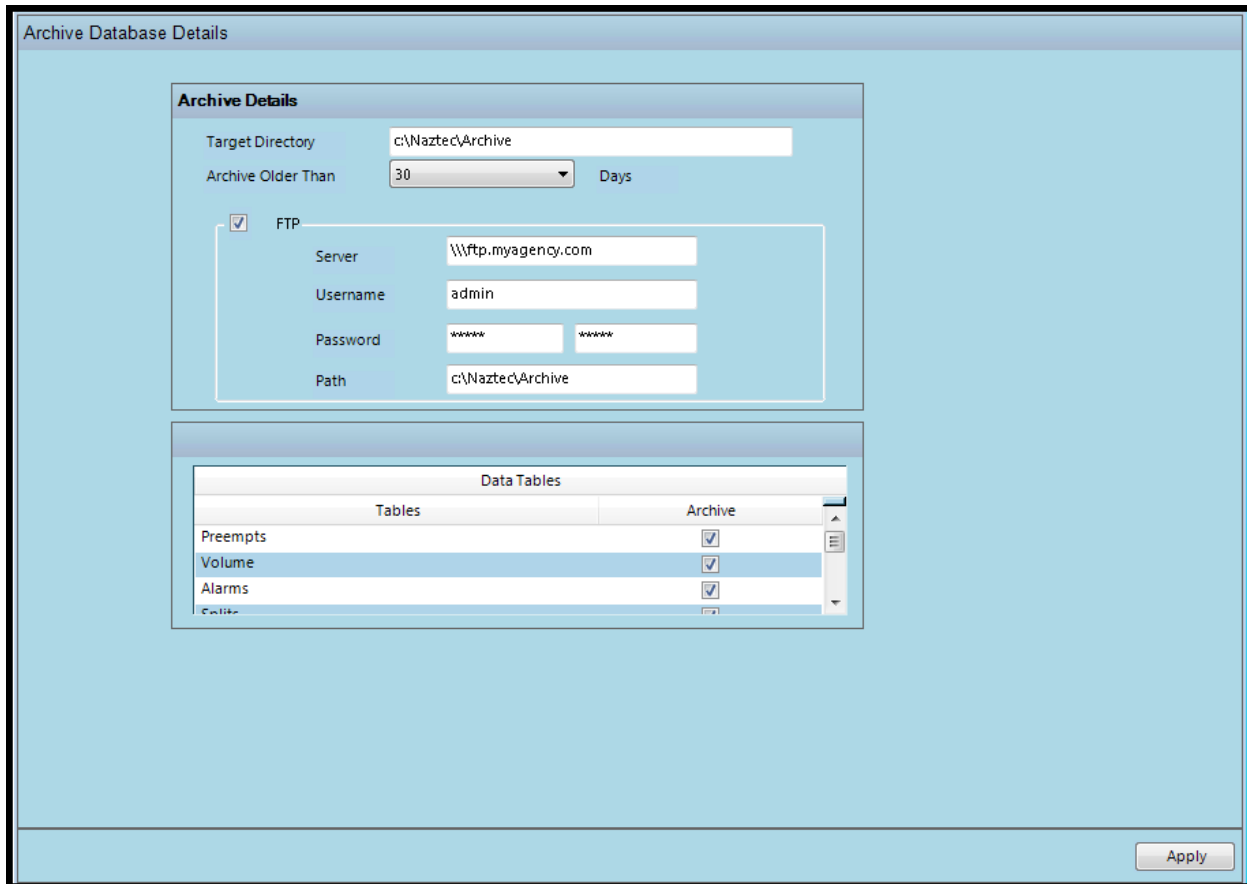 Archive Database Details
Archive Details
Target Directory c:\Naztec\Archive
Archive Older Than 30 Days
FTP
Server \\\ftp.myagency.com
Username admin
Password ***** *****
Path c:\Naztec\Archive
Data Tables
Tables Archive
Preempts
Volume
Alarms
Splits
Apply